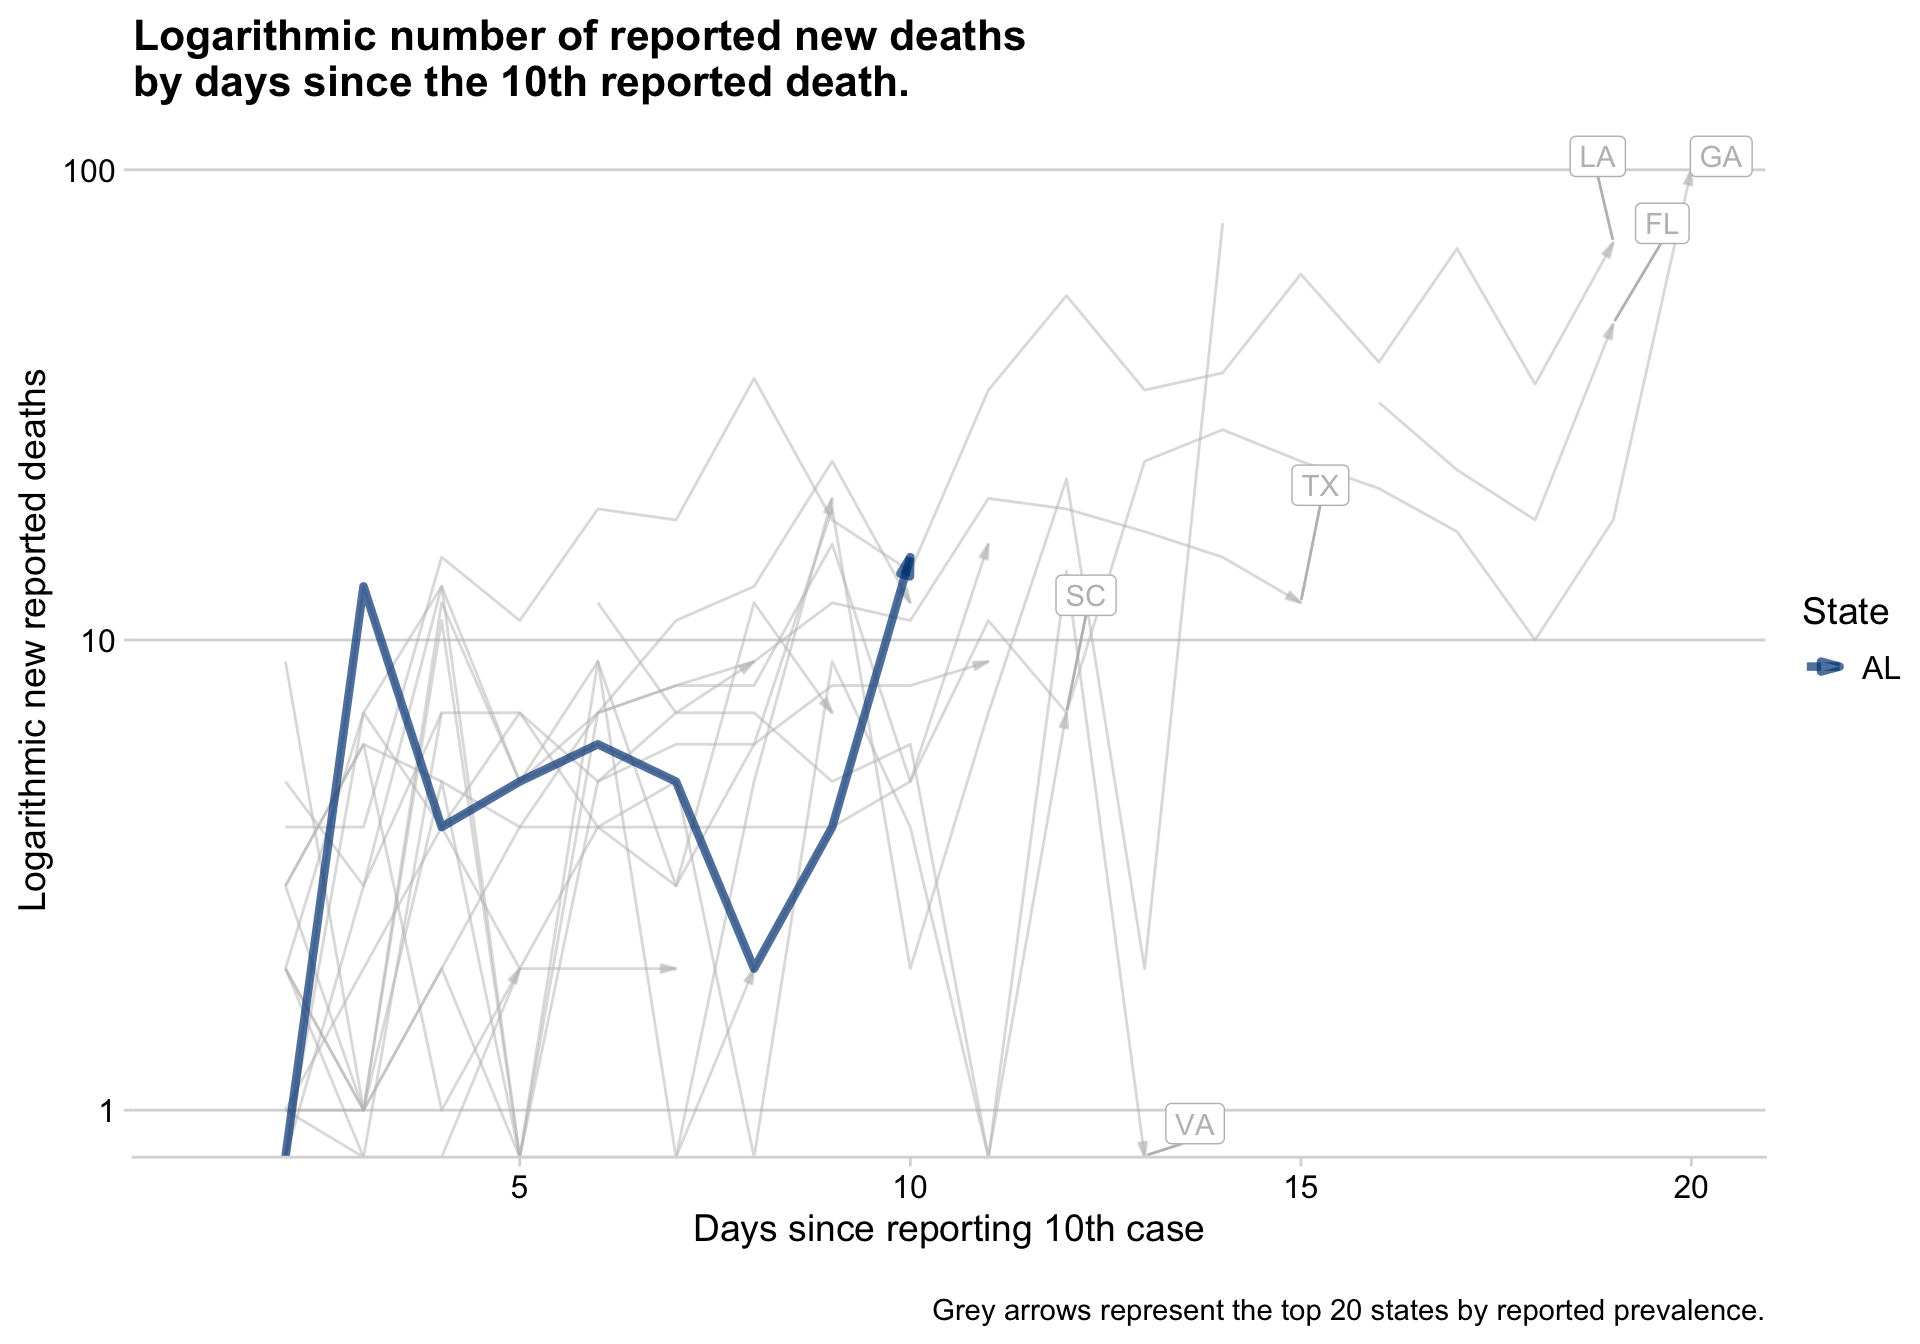 Logarithmic number of reported new deaths
by days since the 10th reported death.
100
10
1
Logarithmic new reported deaths
LA
GA
FL
TX
SC
VA
State
AL
5
10
15
20
Days since reporting 10th case
Grey arrows represent the top 20 states by reported prevalence.